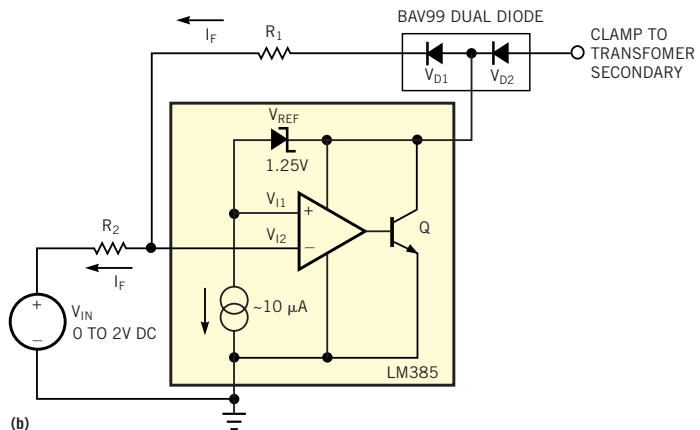 BAV99 DUAL DIODE
CLAMP TO
TRANSFOMER
SECONDARY
I_F
R_1
V_D1
V_D2
V_REF
1.25V
V_I1
+
V_I2
−
Q
R_2
I_F
+
V_IN
−
0 TO 2V DC
~10 µA
LM385
(b)